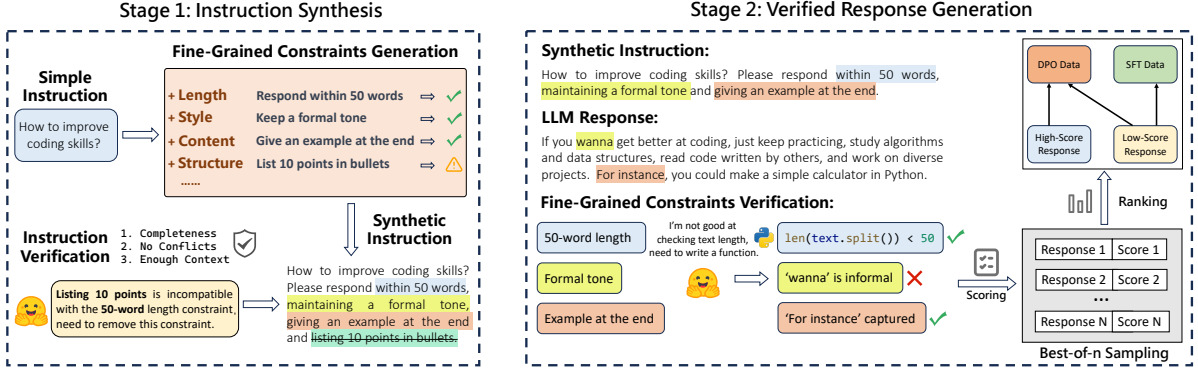 Stage 1: Instruction Synthesis
Fine-Grained Constraints Generation
Simple
Instruction
How to improve
coding skills?
+ Length Respond within 50 words ⇨
+ Style Keep a formal tone ⇨
+ Content Give an example at the end ⇨
+ Structure List 10 points in bullets ⇨
......
Instruction
Verification
1. Completeness
2. No Conflicts
3. Enough Context
Synthetic
Instruction
Listing 10 points is incompatible
with the 50-word length constraint,
need to remove this constraint.
How to improve coding skills?
Please respond within 50 words,
maintaining a formal tone,
giving an example at the end
and listing 10 points in bullets.
Stage 2: Verified Response Generation
Synthetic Instruction:
How to improve coding skills? Please respond within 50 words,
maintaining a formal tone and giving an example at the end.
LLM Response:
If you wanna get better at coding, just keep practicing, study algorithms
and data structures, read code written by others, and work on diverse
projects. For instance, you could make a simple calculator in Python.
Fine-Grained Constraints Verification:
50-word length
I'm not good at
checking text length,
need to write a function.
len(text.split()) < 50
Formal tone
'wanna' is informal
Example at the end
'For instance' captured
Scoring
DPO Data
SFT Data
High-Score
Response
Low-Score
Response
Ranking
Response 1 Score 1
Response 2 Score 2
...
Response N Score N
Best-of-n Sampling